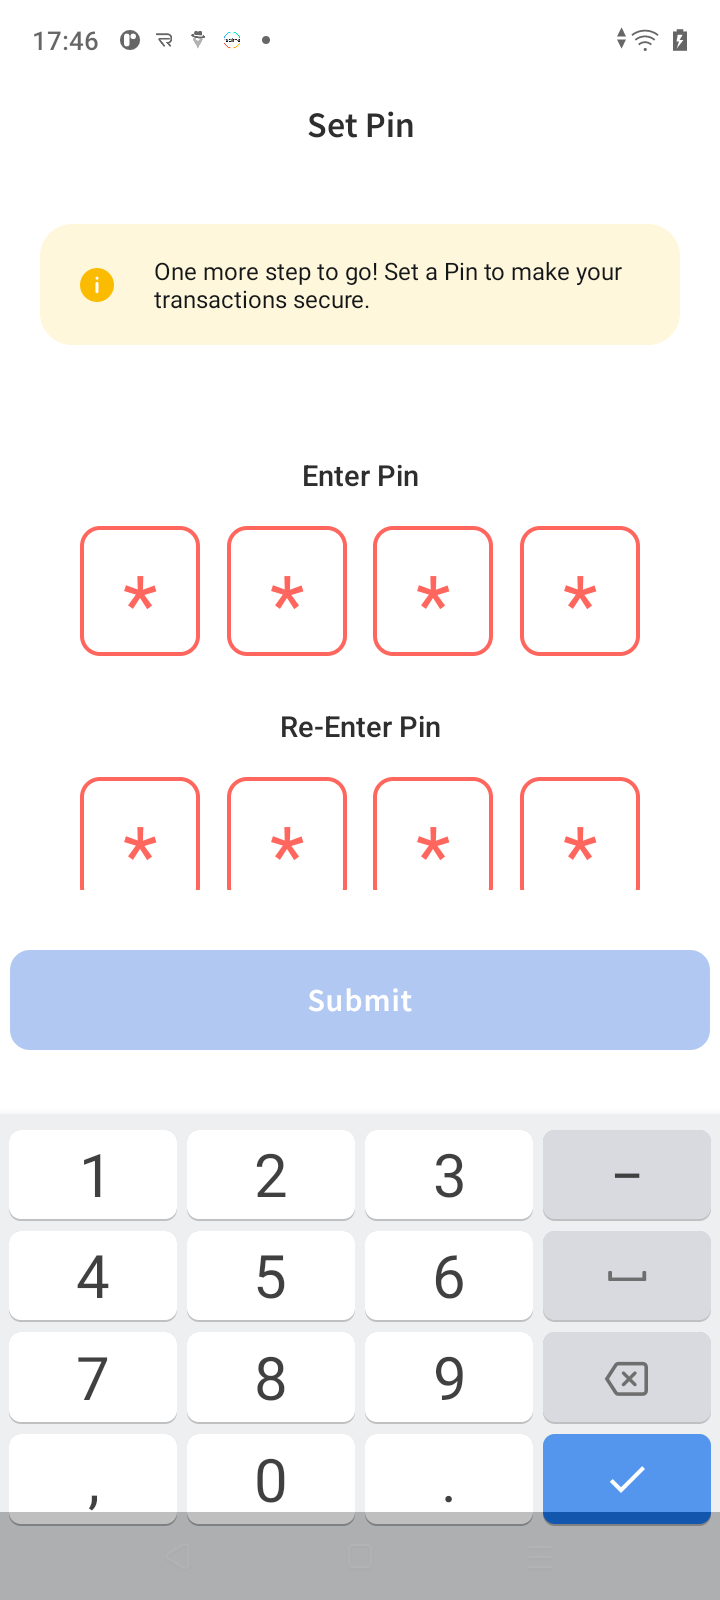 17:46
Set Pin
One more step to go! Set a Pin to make your
transactions secure.
Enter Pin
* * * *
Re-Enter Pin
* * * *
Submit
1 2 3 –
4 5 6
7 8 9
, 0 .